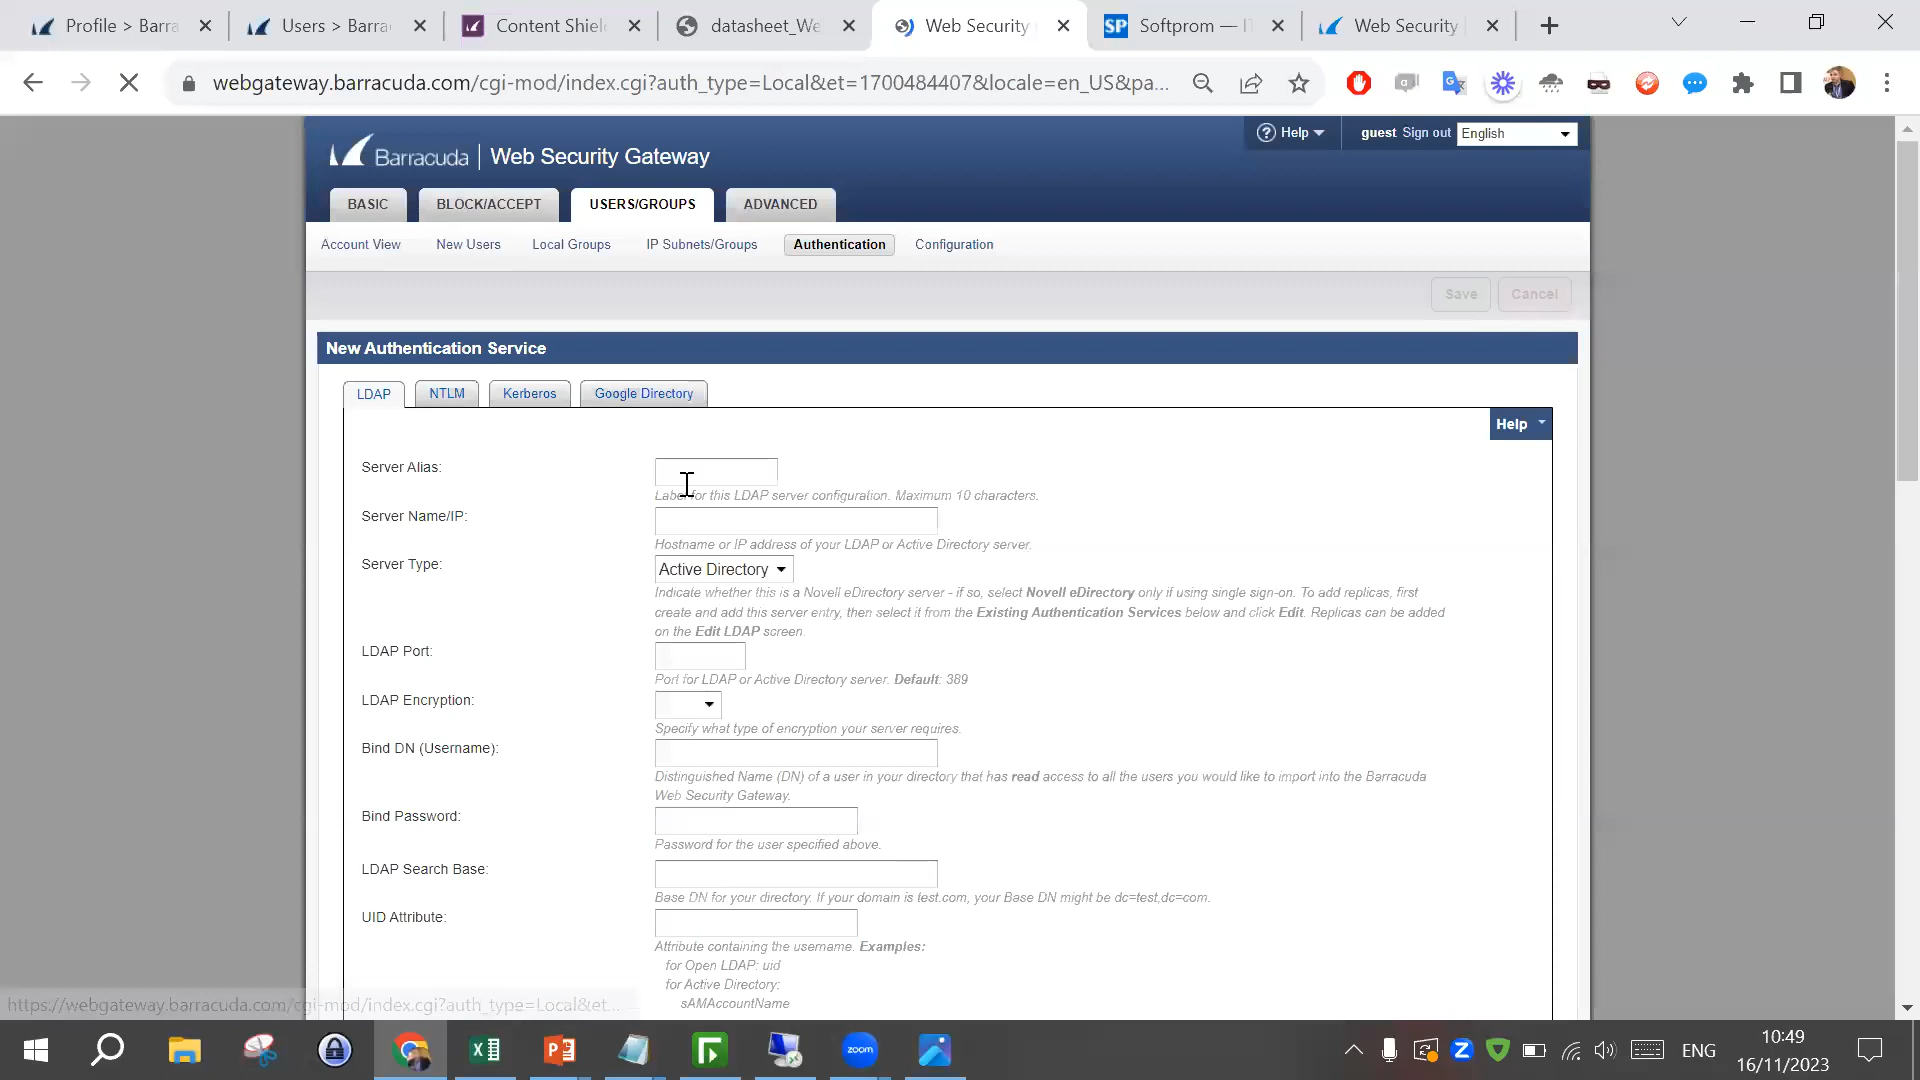 Profile > Barra
Users > Barra
Content Shiel
datasheet_We
Web Security
SP Softprom — IT
Web Security
webgateway.barracuda.com/cgi-mod/index.cgi?auth_type=Local&et=1700484407&locale=en_US&pa...
Barracuda | Web Security Gateway
Help
guest Sign out English
BASIC
BLOCK/ACCEPT
USERS/GROUPS
ADVANCED
Account View
New Users
Local Groups
IP Subnets/Groups
Authentication
Configuration
Save
Cancel
New Authentication Service
LDAP
NTLM
Kerberos
Google Directory
Help
Server Alias:
Label for this LDAP server configuration. Maximum 10 characters.
Server Name/IP:
Hostname or IP address of your LDAP or Active Directory server.
Server Type:
Active Directory
Indicate whether this is a Novell eDirectory server - if so, select Novell eDirectory only if using single sign-on. To add replicas, first
create and add this server entry, then select it from the Existing Authentication Services below and click Edit. Replicas can be added
on the Edit LDAP screen.
LDAP Port:
Port for LDAP or Active Directory server. Default: 389
LDAP Encryption:
Specify what type of encryption your server requires.
Bind DN (Username):
Distinguished Name (DN) of a user in your directory that has read access to all the users you would like to import into the Barracuda
Web Security Gateway.
Bind Password:
Password for the user specified above.
LDAP Search Base:
Base DN for your directory. If your domain is test.com, your Base DN might be dc=test,dc=com.
UID Attribute:
Attribute containing the username. Examples:
for Open LDAP: uid
for Active Directory:
sAMAccountName
https://webgateway.barracuda.com/cgi-mod/index.cgi?auth_type=Local&et...
zoom
ENG
10:49
16/11/2023